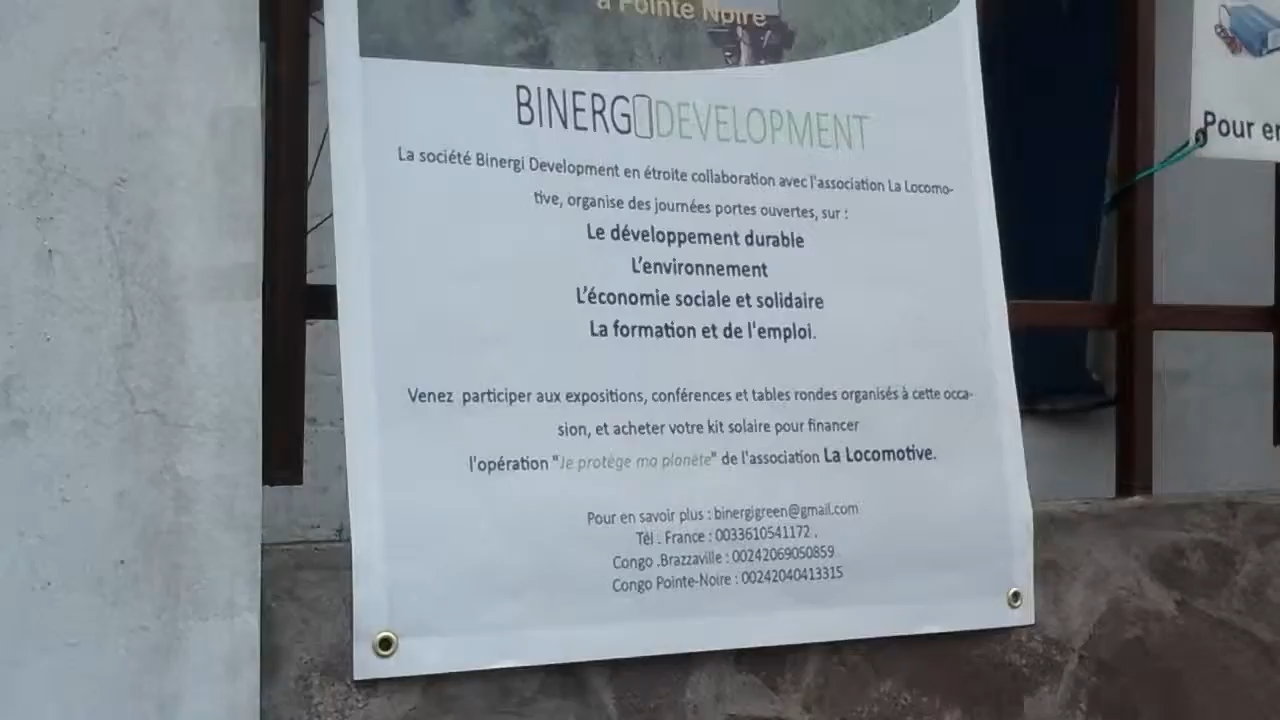 à Pointe Noire
BINERGI DEVELOPMENT
La société Binergi Development en étroite collaboration avec l'association La Locomo-
tive, organise des journées portes ouvertes, sur :
Le développement durable
L'environnement
L'économie sociale et solidaire
La formation et de l'emploi.
Venez participer aux expositions, conférences et tables rondes organisés à cette occa-
sion, et acheter votre kit solaire pour financer
l'opération "Je protège ma planète" de l'association La Locomotive.
Pour en savoir plus : binergigreen@gmail.com
Tèl . France : 0033610541172 .
Congo .Brazzaville : 00242069050859
Congo Pointe-Noire : 00242040413315
Pour en